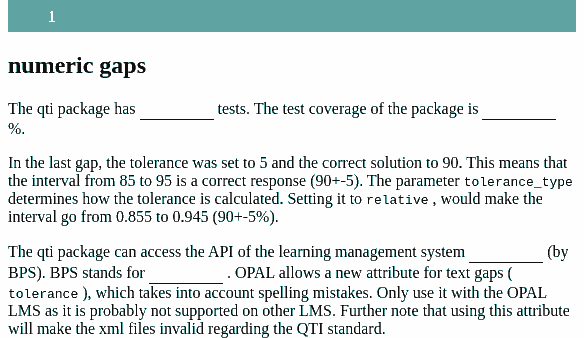 1
numeric gaps
The qti package has _________ tests. The test coverage of the package is _________
%.
In the last gap, the tolerance was set to 5 and the correct solution to 90. This means that
the interval from 85 to 95 is a correct response (90+-5). The parameter tolerance_type
determines how the tolerance is calculated. Setting it to relative , would make the
interval go from 0.855 to 0.945 (90+-5%).
The qti package can access the API of the learning management system _________ (by
BPS). BPS stands for _________ . OPAL allows a new attribute for text gaps (
tolerance ), which takes into account spelling mistakes. Only use it with the OPAL
LMS as it is probably not supported on other LMS. Further note that using this attribute
will make the xml files invalid regarding the QTI standard.